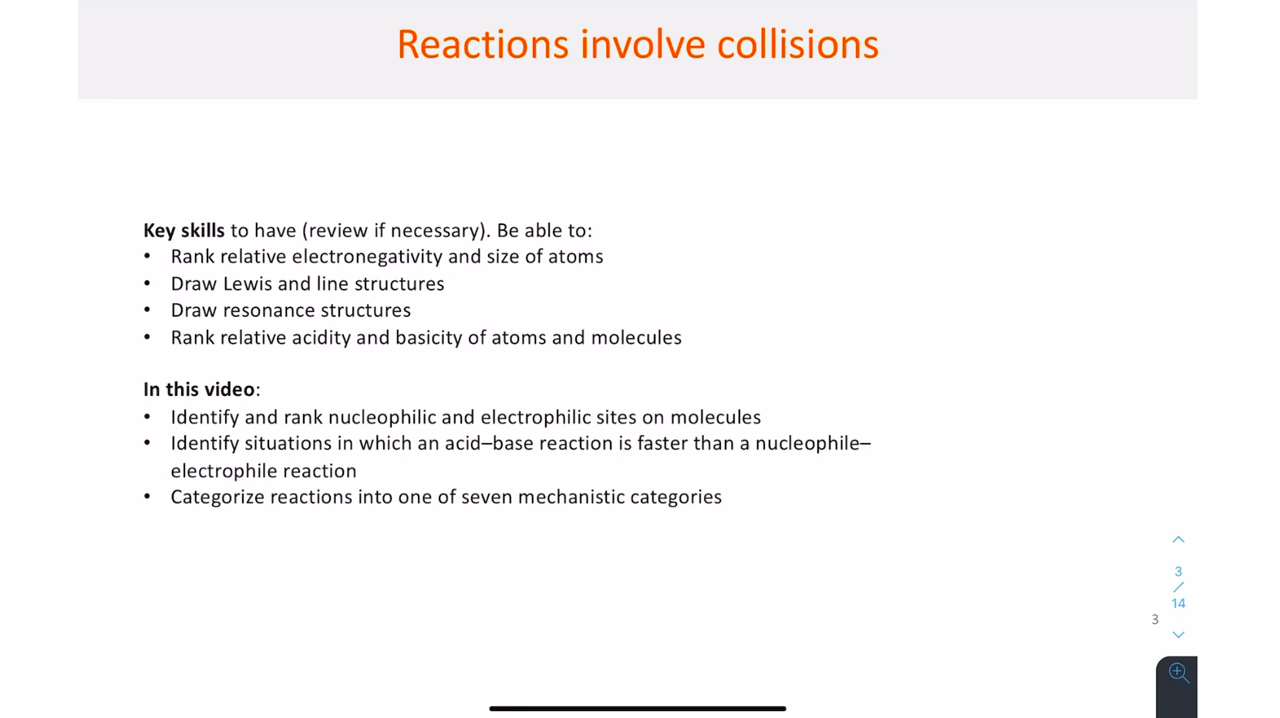 Reactions involve collisions
Key skills to have (review if necessary). Be able to:
• Rank relative electronegativity and size of atoms
• Draw Lewis and line structures
• Draw resonance structures
• Rank relative acidity and basicity of atoms and molecules
In this video:
• Identify and rank nucleophilic and electrophilic sites on molecules
• Identify situations in which an acid–base reaction is faster than a nucleophile–
electrophile reaction
• Categorize reactions into one of seven mechanistic categories
3
/
14
3